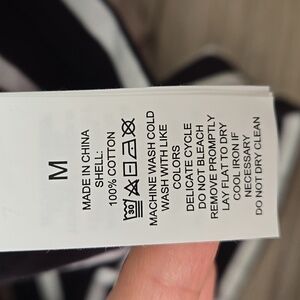 M
MADE IN CHINA
SHELL:
100% COTTON
30
MACHINE WASH COLD
WASH WITH LIKE
COLORS
DELICATE CYCLE
DO NOT BLEACH
REMOVE PROMPTLY
LAY FLAT TO DRY
COOL IRON IF
NECESSARY
DO NOT DRY CLEAN